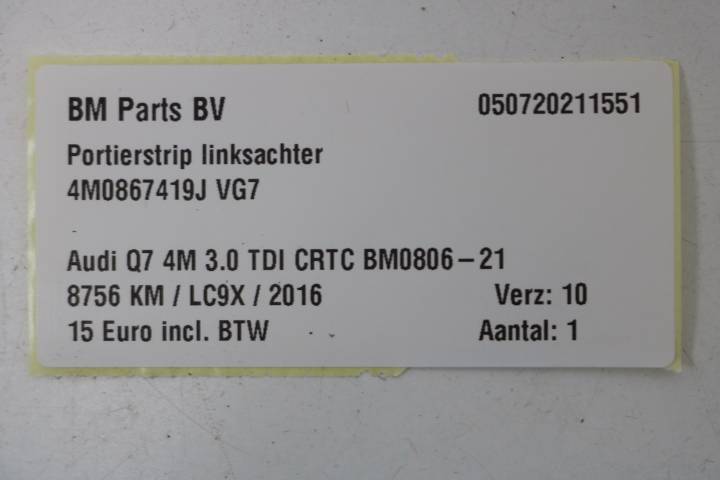 BM Parts BV 050720211551
Portierstrip linksachter
4M0867419J VG7
Audi Q7 4M 3.0 TDI CRTC BM0806-21
8756 KM / LC9X / 2016 Verz: 10
15 Euro incl. BTW Aantal: 1